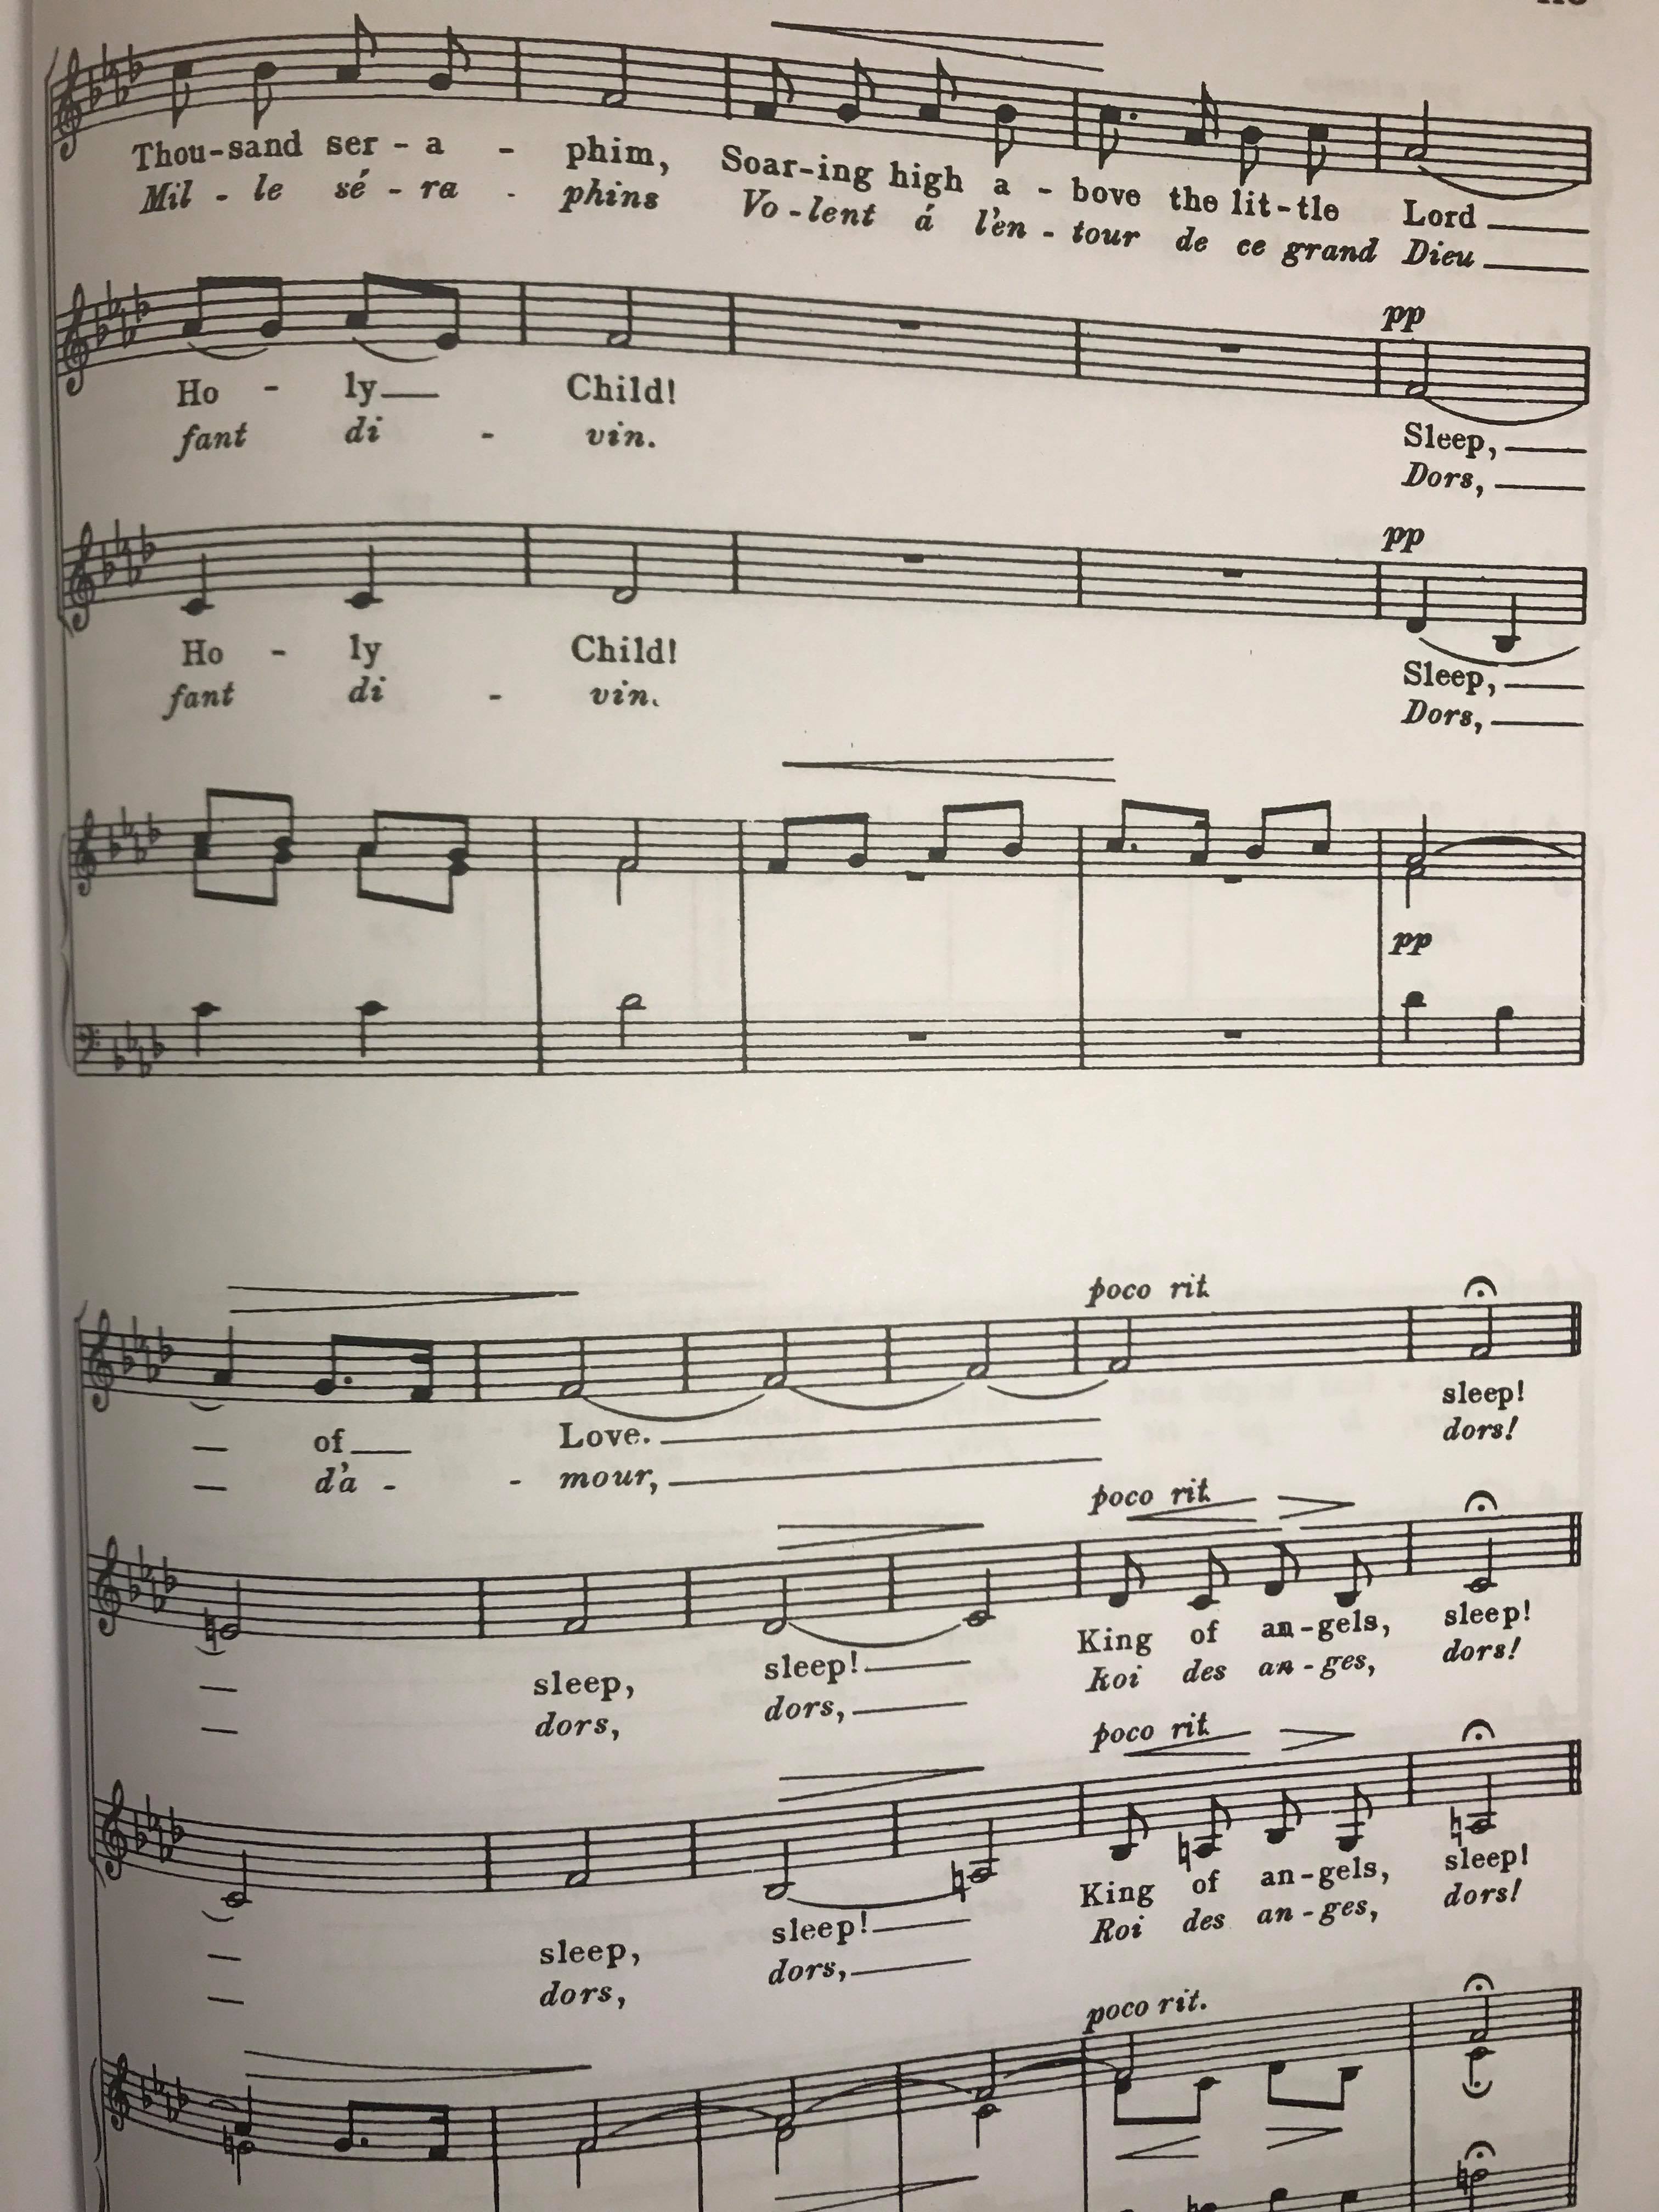 Thou-sand ser - a - phim, Soar-ing high a - bove the lit-tle Lord
Mil - le sé - ra - phins Vo-lent á l'en - tour de ce grand Dieu
pp
Ho - ly Child! Sleep,
fant di - vin. Dors,
pp
Ho - ly Child! Sleep,
fant di - vin. Dors,
pp
poco rit.
of Love. sleep!
d'a - mour, dors!
poco rit.
sleep, sleep! King of an-gels, sleep!
dors, dors, Roi des an-ges, dors!
poco rit.
sleep, sleep! King of an-gels, sleep!
dors, dors, Roi des an-ges, dors!
poco rit.